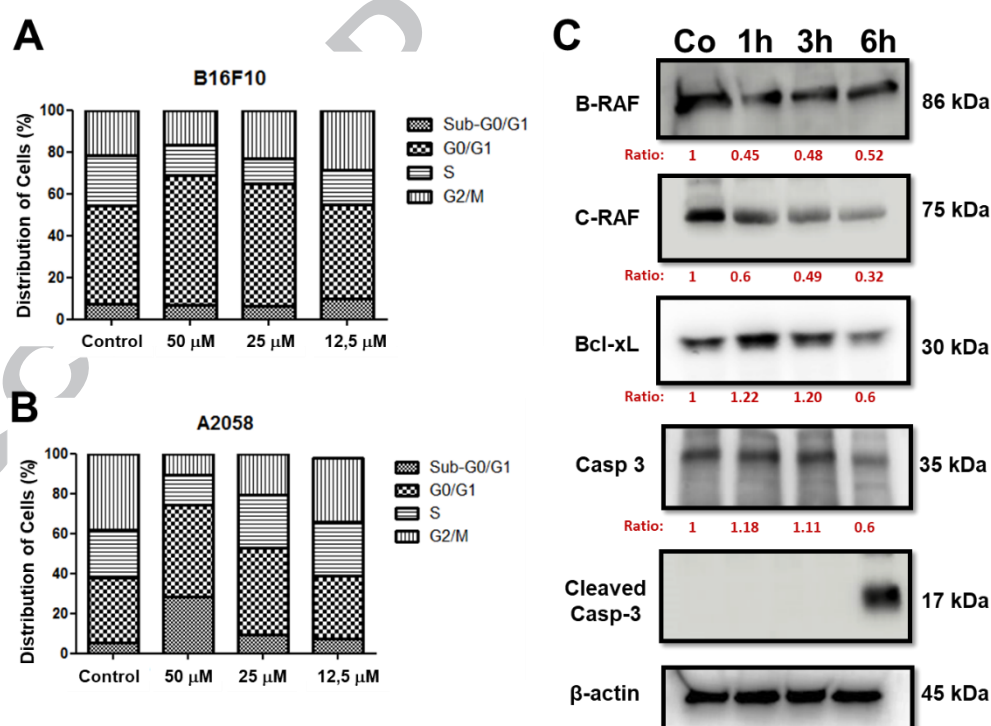 A
B16F10
Distribution of Cells (%)
100
80
60
40
20
0
Control 50 μM 25 μM 12,5 μM
Sub-G0/G1
G0/G1
S
G2/M
B
A2058
Distribution of Cells (%)
100
80
60
40
20
0
Control 50 μM 25 μM 12,5 μM
Sub-G0/G1
G0/G1
S
G2/M
C
Co 1h 3h 6h
B-RAF 86 kDa
Ratio: 1 0.45 0.48 0.52
C-RAF 75 kDa
Ratio: 1 0.6 0.49 0.32
Bcl-xL 30 kDa
Ratio: 1 1.22 1.20 0.6
Casp 3 35 kDa
Ratio: 1 1.18 1.11 0.6
Cleaved
Casp-3 17 kDa
β-actin 45 kDa